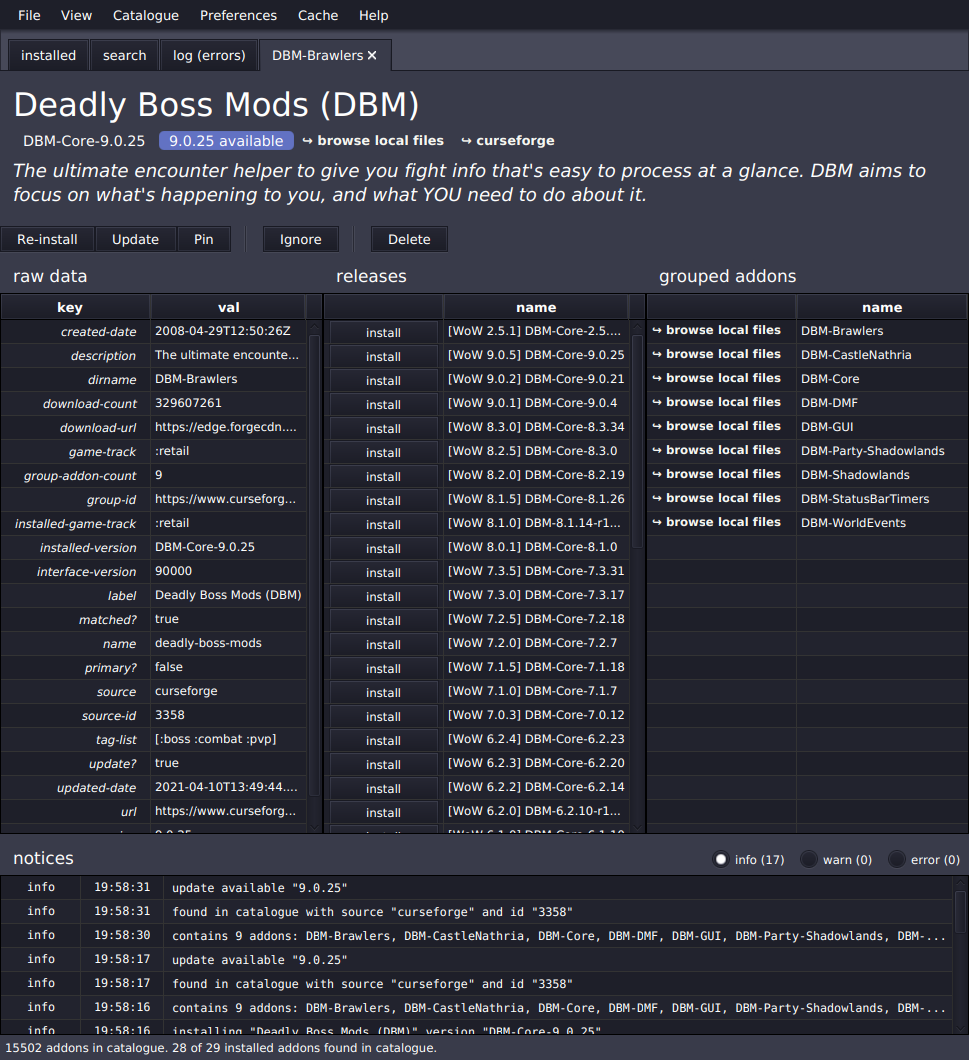 File View Catalogue Preferences Cache Help
installed search log (errors) DBM-Brawlers ✕
Deadly Boss Mods (DBM)
DBM-Core-9.0.25 9.0.25 available ↪ browse local files ↪ curseforge
The ultimate encounter helper to give you fight info that's easy to process at a glance. DBM aims to
focus on what's happening to you, and what YOU need to do about it.
Re-install Update Pin Ignore Delete
raw data releases grouped addons
key val name name
created-date 2008-04-29T12:50:26Z install [WoW 2.5.1] DBM-Core-2.5.... ↪ browse local files DBM-Brawlers
description The ultimate encounte... install [WoW 9.0.5] DBM-Core-9.0.25 ↪ browse local files DBM-CastleNathria
dirname DBM-Brawlers install [WoW 9.0.2] DBM-Core-9.0.21 ↪ browse local files DBM-Core
download-count 329607261 install [WoW 9.0.1] DBM-Core-9.0.4 ↪ browse local files DBM-DMF
download-url https://edge.forgecdn.... install [WoW 8.3.0] DBM-Core-8.3.34 ↪ browse local files DBM-GUI
game-track :retail install [WoW 8.2.5] DBM-Core-8.3.0 ↪ browse local files DBM-Party-Shadowlands
group-addon-count 9 install [WoW 8.2.0] DBM-Core-8.2.19 ↪ browse local files DBM-Shadowlands
group-id https://www.curseforg... install [WoW 8.1.5] DBM-Core-8.1.26 ↪ browse local files DBM-StatusBarTimers
installed-game-track :retail install [WoW 8.1.0] DBM-8.1.14-r1... ↪ browse local files DBM-WorldEvents
installed-version DBM-Core-9.0.25 install [WoW 8.0.1] DBM-Core-8.1.0
interface-version 90000 install [WoW 7.3.5] DBM-Core-7.3.31
label Deadly Boss Mods (DBM) install [WoW 7.3.0] DBM-Core-7.3.17
matched? true install [WoW 7.2.5] DBM-Core-7.2.18
name deadly-boss-mods install [WoW 7.2.0] DBM-Core-7.2.7
primary? false install [WoW 7.1.5] DBM-Core-7.1.18
source curseforge install [WoW 7.1.0] DBM-Core-7.1.7
source-id 3358 install [WoW 7.0.3] DBM-Core-7.0.12
tag-list [:boss :combat :pvp] install [WoW 6.2.4] DBM-Core-6.2.23
update? true install [WoW 6.2.3] DBM-Core-6.2.20
updated-date 2021-04-10T13:49:44.... install [WoW 6.2.2] DBM-Core-6.2.14
url https://www.curseforg... install [WoW 6.2.0] DBM-6.2.10-r1...
notices info (17) warn (0) error (0)
info 19:58:31 update available "9.0.25"
info 19:58:31 found in catalogue with source "curseforge" and id "3358"
info 19:58:30 contains 9 addons: DBM-Brawlers, DBM-CastleNathria, DBM-Core, DBM-DMF, DBM-GUI, DBM-Party-Shadowlands, DBM-...
info 19:58:17 update available "9.0.25"
info 19:58:17 found in catalogue with source "curseforge" and id "3358"
info 19:58:16 contains 9 addons: DBM-Brawlers, DBM-CastleNathria, DBM-Core, DBM-DMF, DBM-GUI, DBM-Party-Shadowlands, DBM-...
info 19:58:16 installing "Deadly Boss Mods (DBM)" version "DBM-Core-9.0.25"
15502 addons in catalogue. 28 of 29 installed addons found in catalogue.